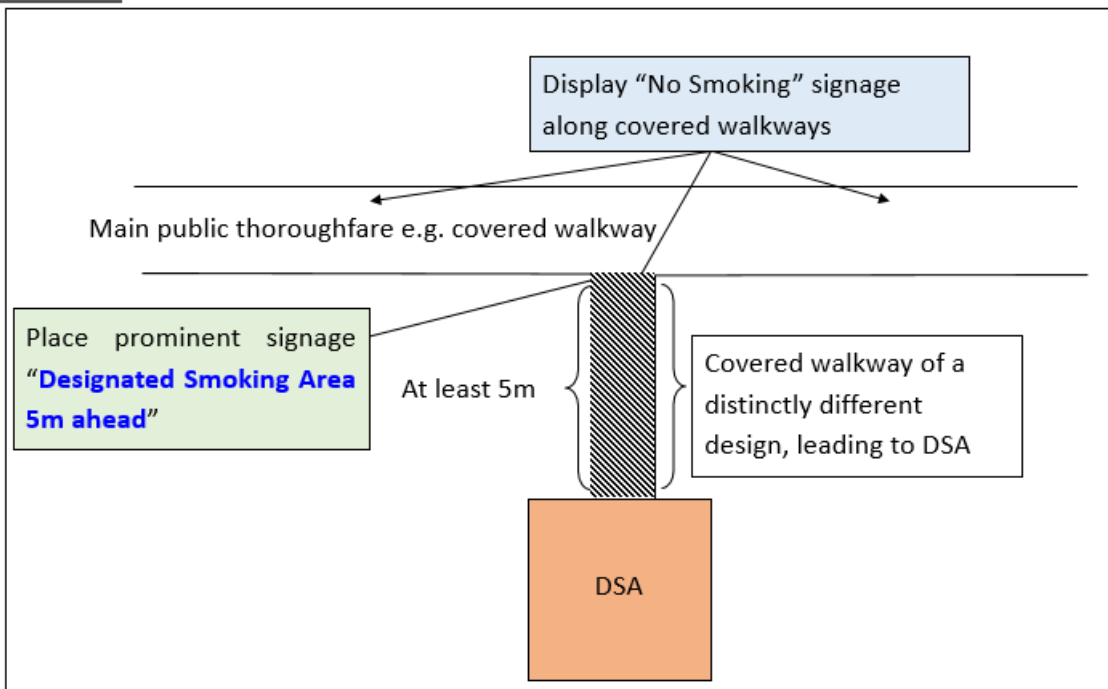 Display “No Smoking” signage
along covered walkways
Main public thoroughfare e.g. covered walkway
Place prominent signage
“Designated Smoking Area
5m ahead”
At least 5m
Covered walkway of a
distinctly different
design, leading to DSA
DSA